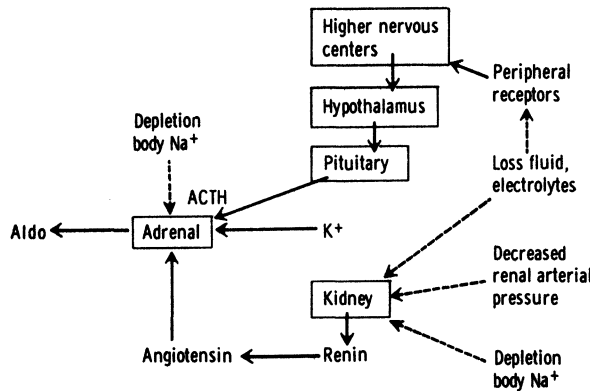 Higher nervous
centers
Peripheral
receptors
Hypothalamus
Depletion
body Na+
Pituitary
Loss fluid,
electrolytes
ACTH
Aldo
Adrenal
K+
Decreased
renal arterial
pressure
Kidney
Angiotensin
Renin
Depletion
body Na+